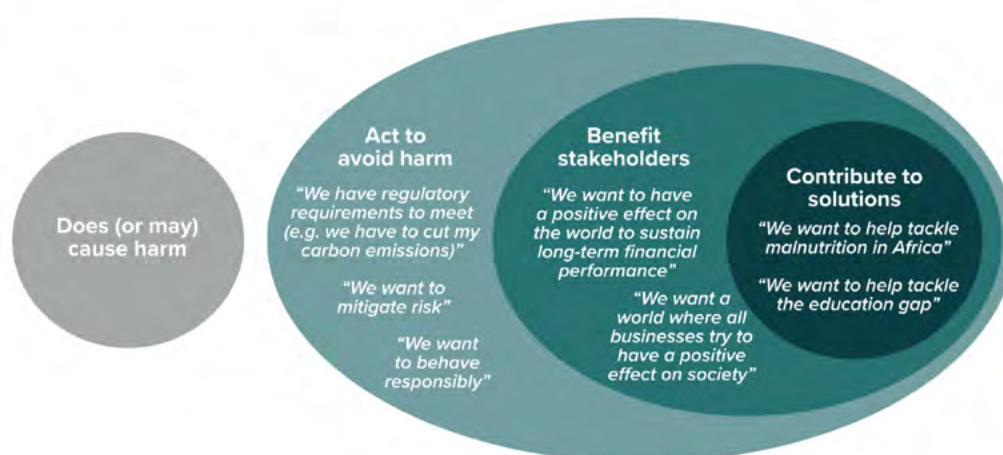 Does (or may)
cause harm
Act to
avoid harm
“We have regulatory
requirements to meet
(e.g. we have to cut my
carbon emissions)”
“We want to
mitigate risk”
“We want
to behave
responsibly”
Benefit
stakeholders
“We want to have
a positive effect on
the world to sustain
long-term financial
performance”
“We want a
world where all
businesses try to
have a positive
effect on society”
Contribute to
solutions
“We want to help tackle
malnutrition in Africa”
“We want to help tackle
the education gap”